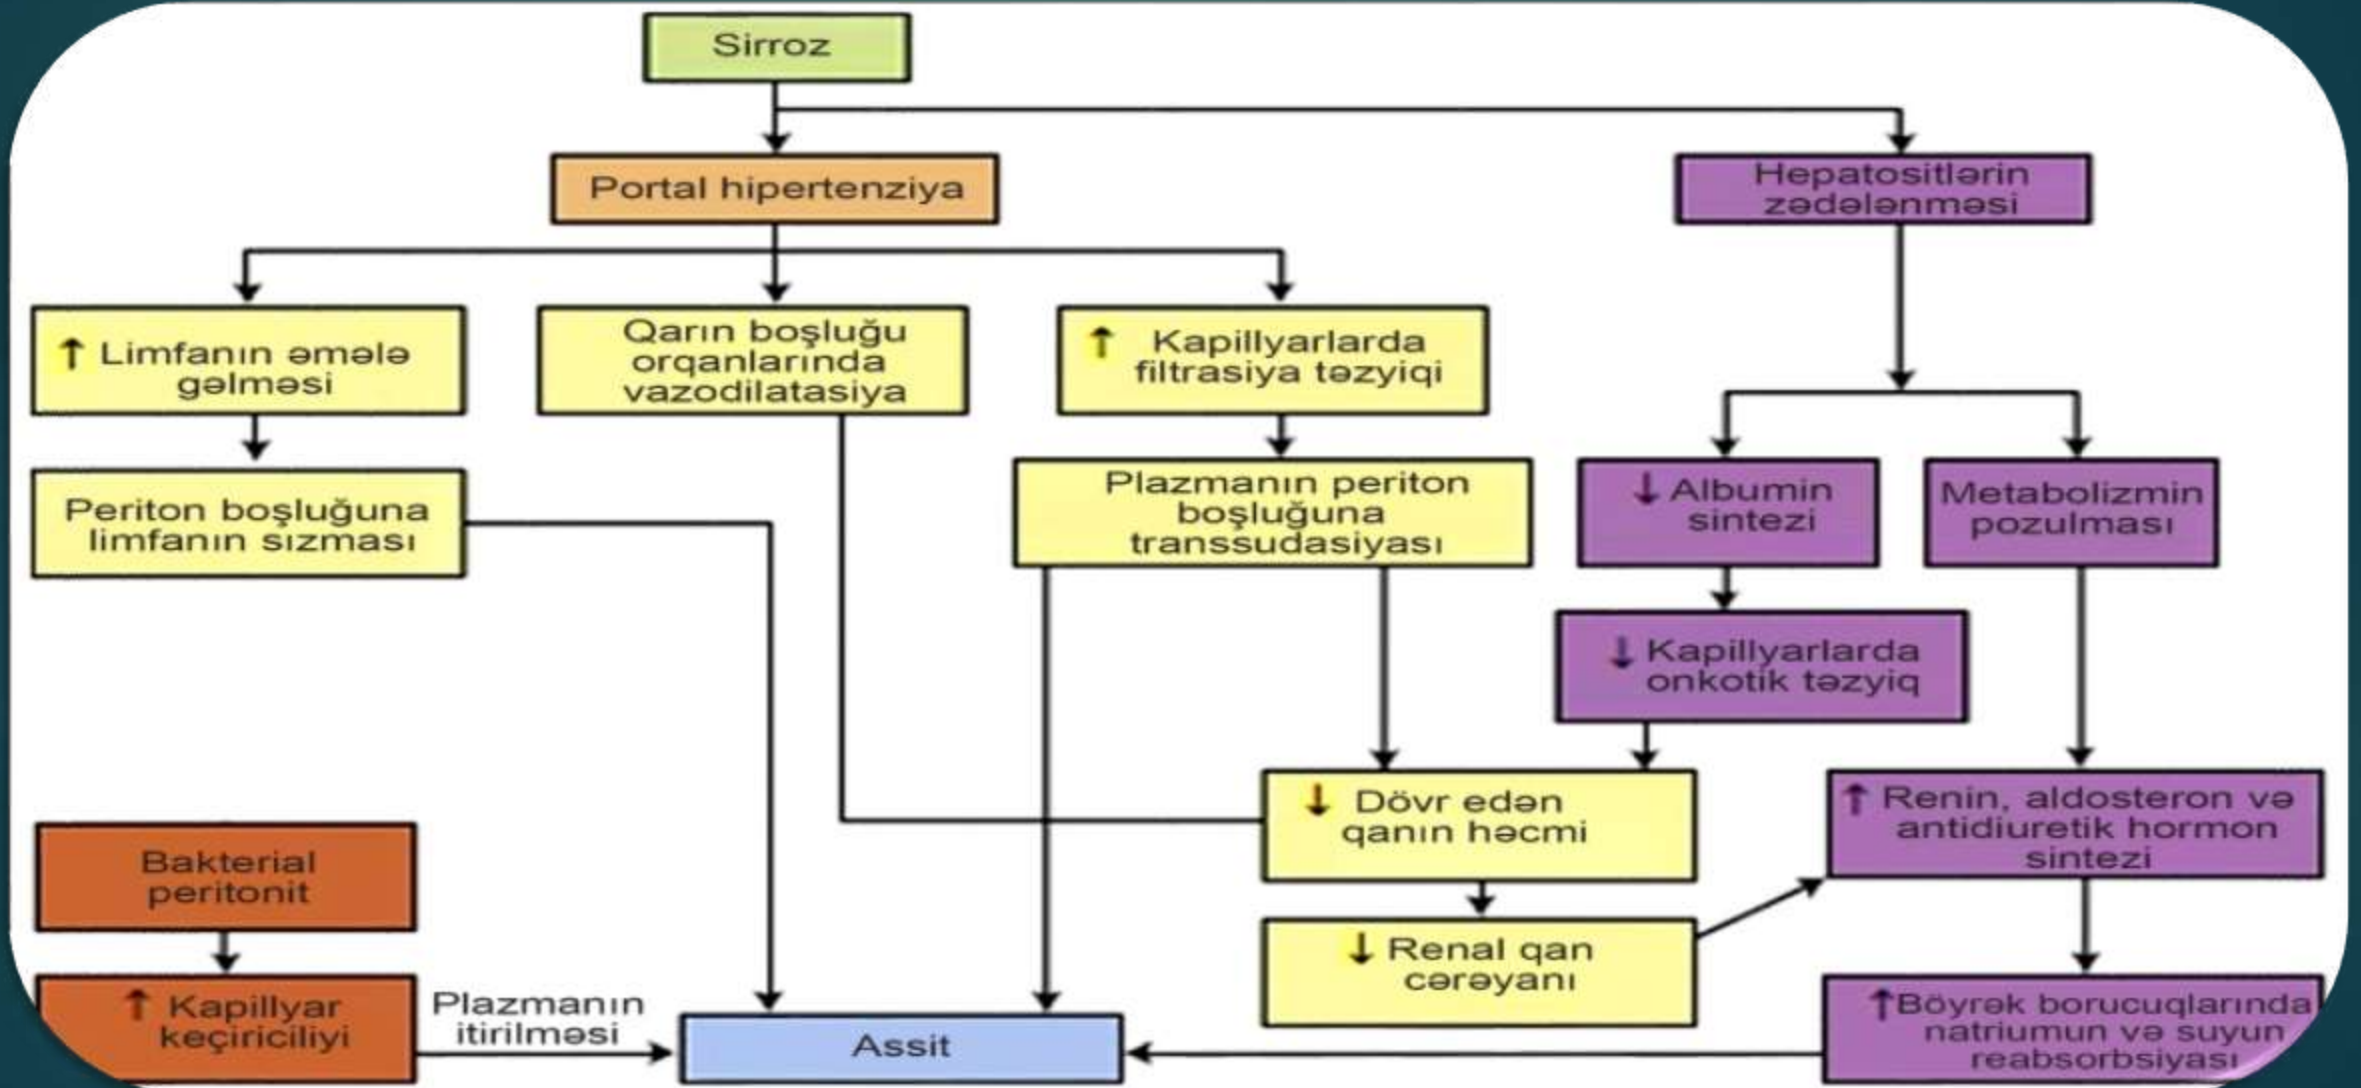 Sirroz
Portal hipertenziya
Hepatositlərin
zədələnməsi
↑ Limfanın əmələ
gəlməsi
Qarın boşluğu
orqanlarında
vazodilatasiya
↑ Kapillyarlarda
filtrasiya təzyiqi
Periton boşluğuna
limfanın sızması
Plazmanın periton
boşluğuna
transsudasiyası
↓ Albumin
sintezi
Metabolizmin
pozulması
↓ Kapillyarlarda
onkotik təzyiq
↓ Dövr edən
qanın həcmi
↑ Renin, aldosteron və
antidiuretik hormon
sintezi
Bakterial
peritonit
↓ Renal qan
cərəyanı
↑ Kapillyar
keçiriciliyi
Plazmanın
itirilməsi
Assit
↑Böyrək borucuqlarında
natriumun və suyun
reabsorbsiyası